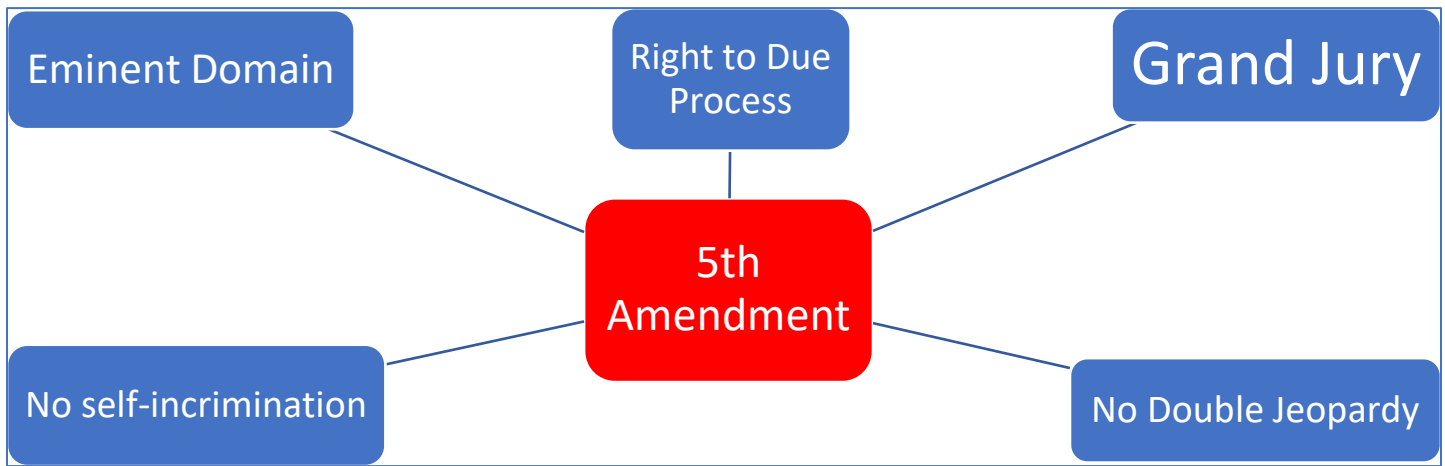 Eminent Domain
Right to Due
Process
Grand Jury
5th
Amendment
No self-incrimination
No Double Jeopardy